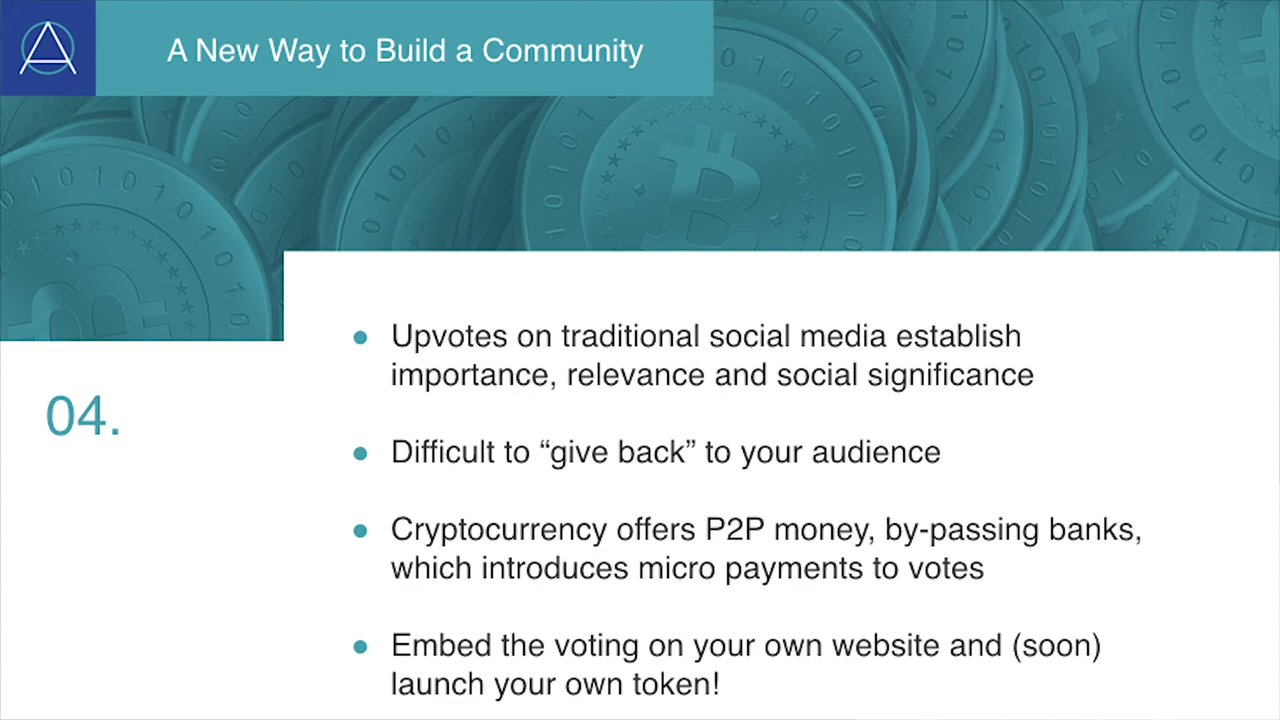 A New Way to Build a Community
04.
● Upvotes on traditional social media establish
importance, relevance and social significance
● Difficult to “give back” to your audience
● Cryptocurrency offers P2P money, by-passing banks,
which introduces micro payments to votes
● Embed the voting on your own website and (soon)
launch your own token!